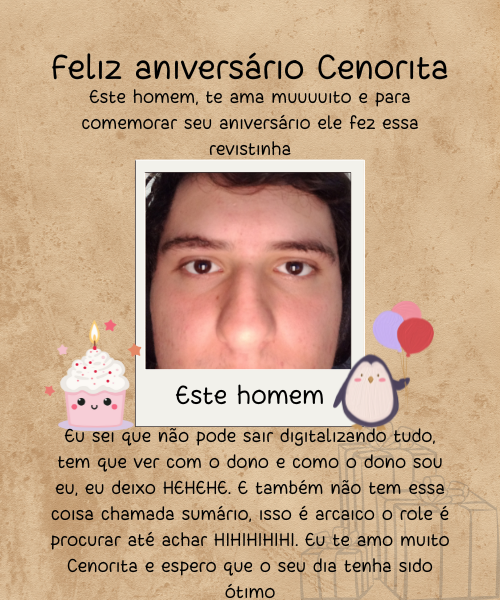 Feliz aniversário Cenorita
Este homem, te ama muuuuito e para
comemorar seu aniversário ele fez essa
revistinha
Este homem
Eu sei que não pode sair digitalizando tudo,
tem que ver com o dono e como o dono sou
eu, eu deixo HEHEHE. E também não tem essa
coisa chamada sumário, isso é arcaico o role é
procurar até achar HIHIHIHIHI. Eu te amo muito
Cenorita e espero que o seu dia tenha sido
ótimo